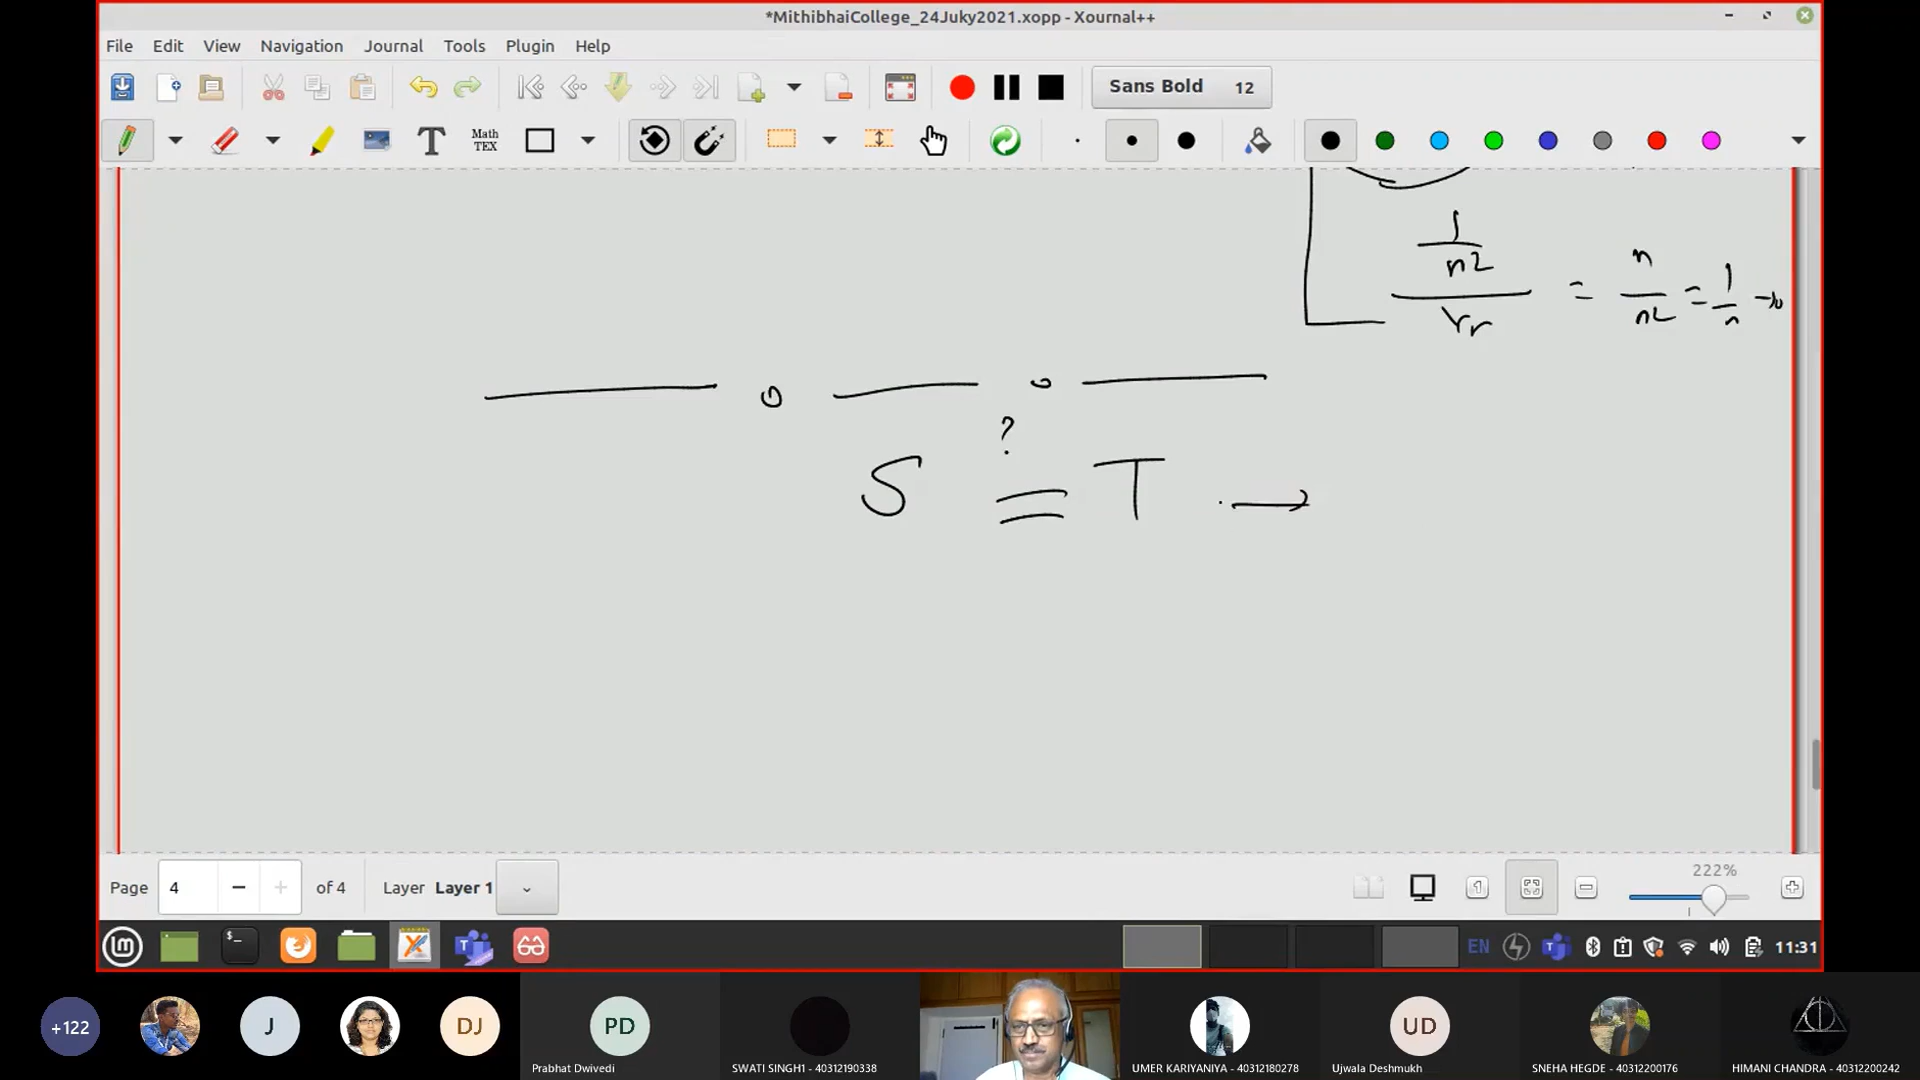 *MithibhaiCollege_24Juky2021.xopp - Xournal++
File Edit View Navigation Journal Tools Plugin Help
Sans Bold 12
T Math TEX
1
n2
= n = 1
n2 n
?
S = T →
222%
Page 4 of 4 Layer Layer 1
EN 11:31
+122 J DJ PD UD
Prabhat Dwivedi SWATI SINGH1 - 40312190338 UMER KARIYANIYA - 40312180278 Ujwala Deshmukh SNEHA HEGDE - 40312200176 HIMANI CHANDRA - 40312200242